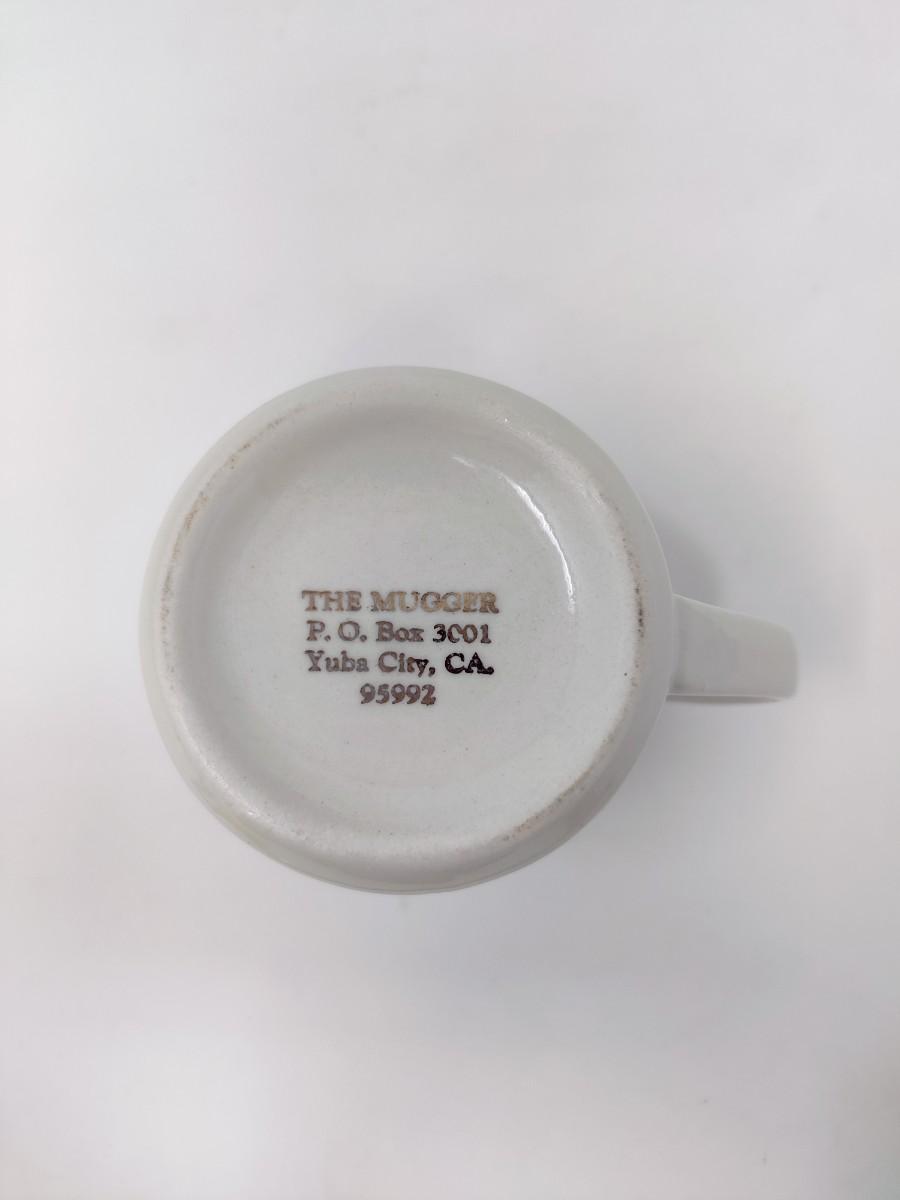 THE MUGGER
P. O. Box 3001
Yuba City, CA.
95992